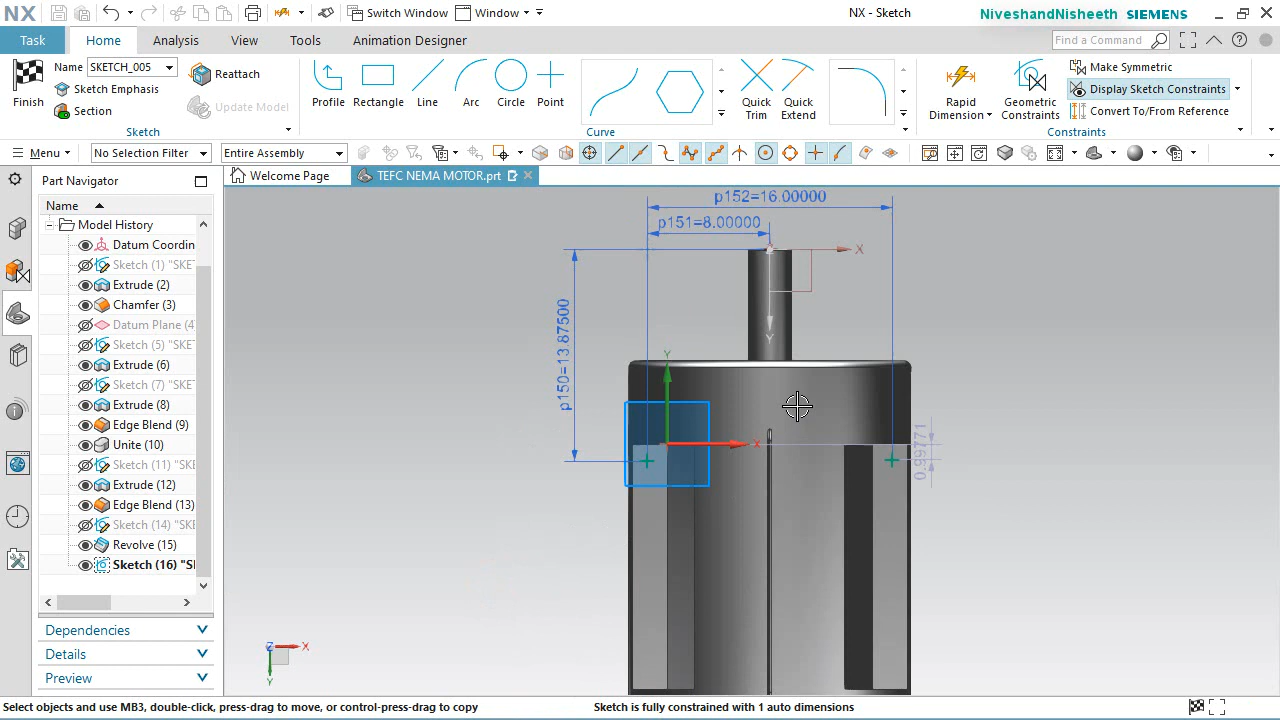 NX
Switch Window
Window
NX - Sketch
NiveshandNisheeth SIEMENS
Task
Home
Analysis
View
Tools
Animation Designer
Find a Command
Finish
Name SKETCH_005
Sketch Emphasis
Section
Reattach
Update Model
Sketch
Profile
Rectangle
Line
Arc
Circle
Point
Curve
Quick Trim
Quick Extend
Rapid Dimension
Geometric Constraints
Make Symmetric
Display Sketch Constraints
Convert To/From Reference
Constraints
Menu
No Selection Filter
Entire Assembly
Part Navigator
Welcome Page
TEFC NEMA MOTOR.prt
Name
Model History
Datum Coordin
Sketch (1) "SKE
Extrude (2)
Chamfer (3)
Datum Plane (4
Sketch (5) "SKE
Extrude (6)
Sketch (7) "SKE
Extrude (8)
Edge Blend (9)
Unite (10)
Sketch (11) "SK
Extrude (12)
Edge Blend (13)
Sketch (14) "SK
Revolve (15)
Sketch (16) "SI
Dependencies
Details
Preview
p152=16.00000
p151=8.00000
X
Y
p150=13.87500
Y
X
0.99771
Z
X
Y
Select objects and use MB3, double-click, press-drag to move, or control-press-drag to copy
Sketch is fully constrained with 1 auto dimensions